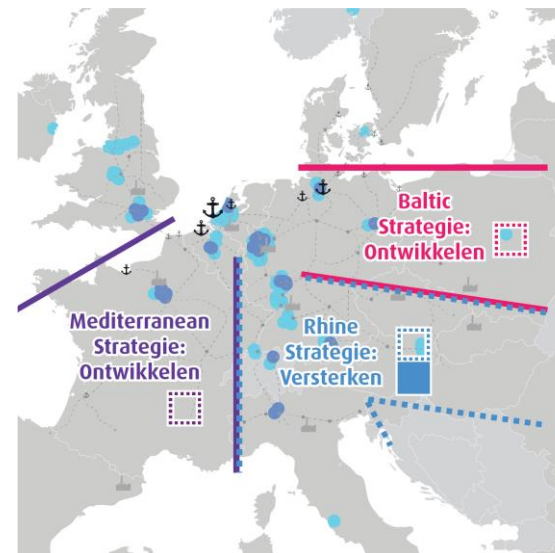 Baltic
Strategie:
Ontwikkelen
Mediterranean
Strategie:
Ontwikkelen
Rhine
Strategie:
Versterken